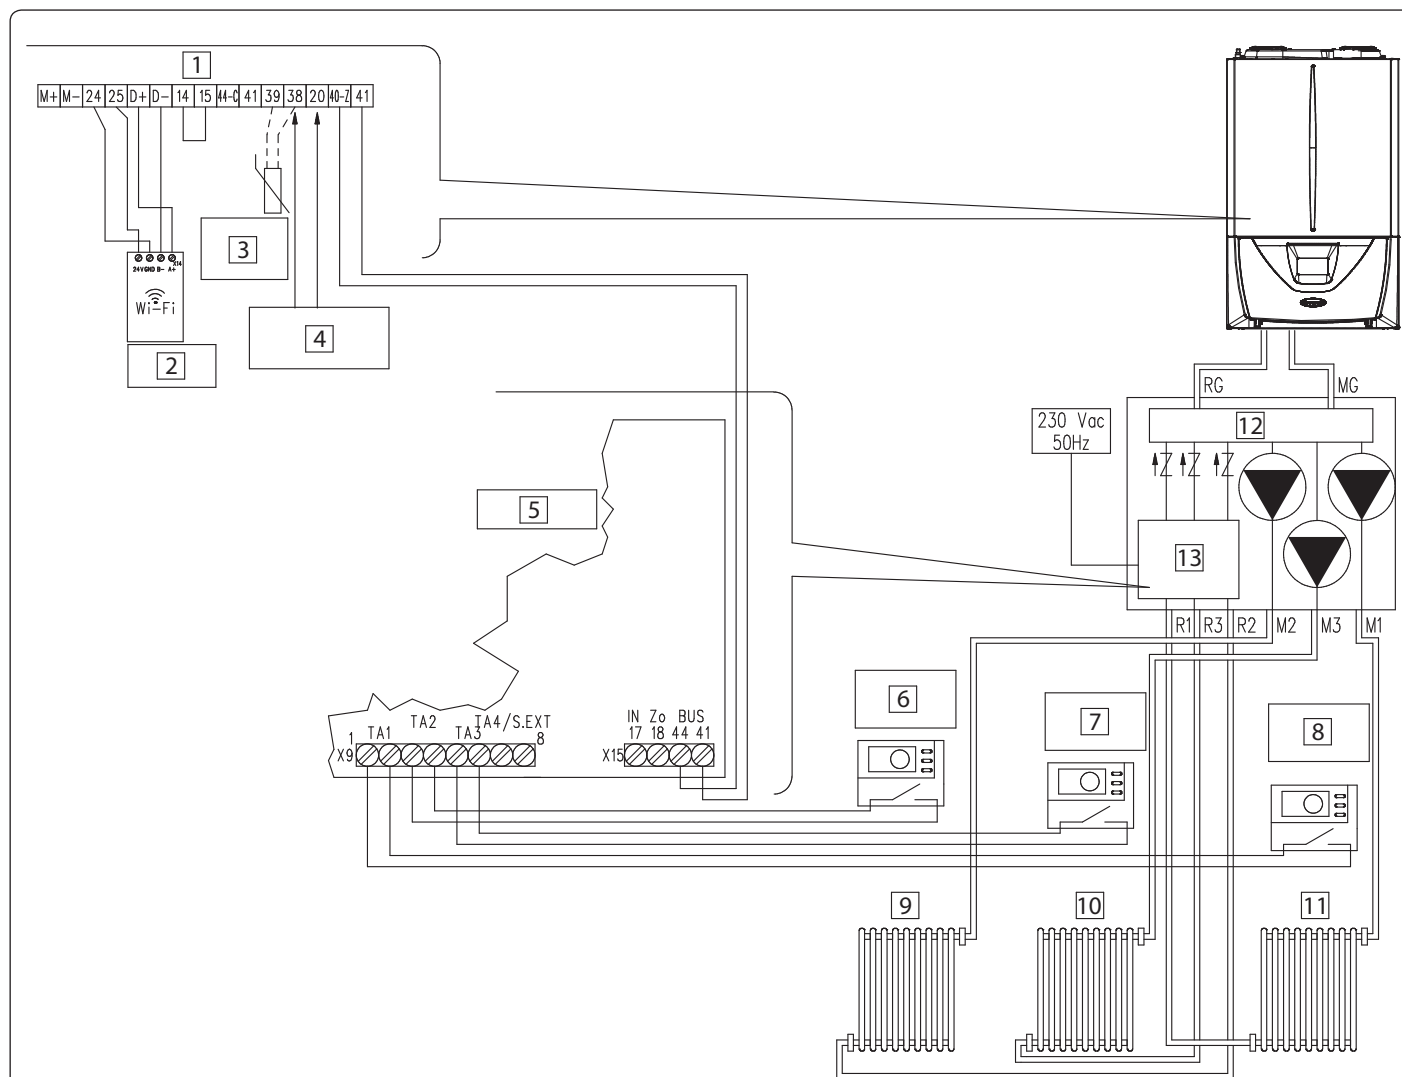 1
M+ M- 24 25 D+ D- 14 15 44-C 41 39 38 20 40-Z 41
3
24V GND B- A+ X14
Wi-Fi
4
2
RG MG
230 Vac
50Hz
12
5
13
R1 R3 R2 M2 M3 M1
6
7
8
TA1 TA2 TA3 TA4/S.EXT
1 8
X9
IN Zo BUS
17 18 44 41
X15
9 10 11